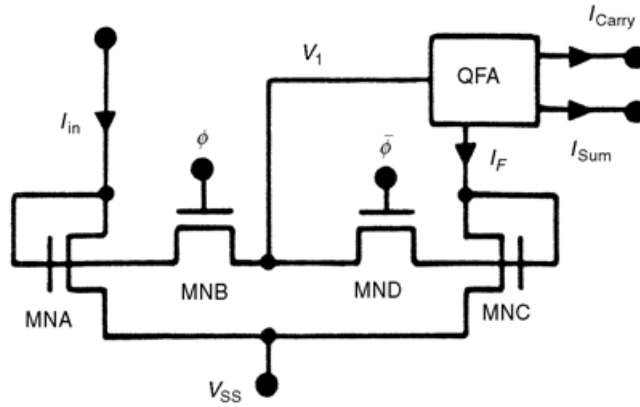 I_Carry
V_1
QFA
I_in
ϕ
ϕ̄
I_F
I_Sum
MNA
MNB
MND
MNC
V_SS